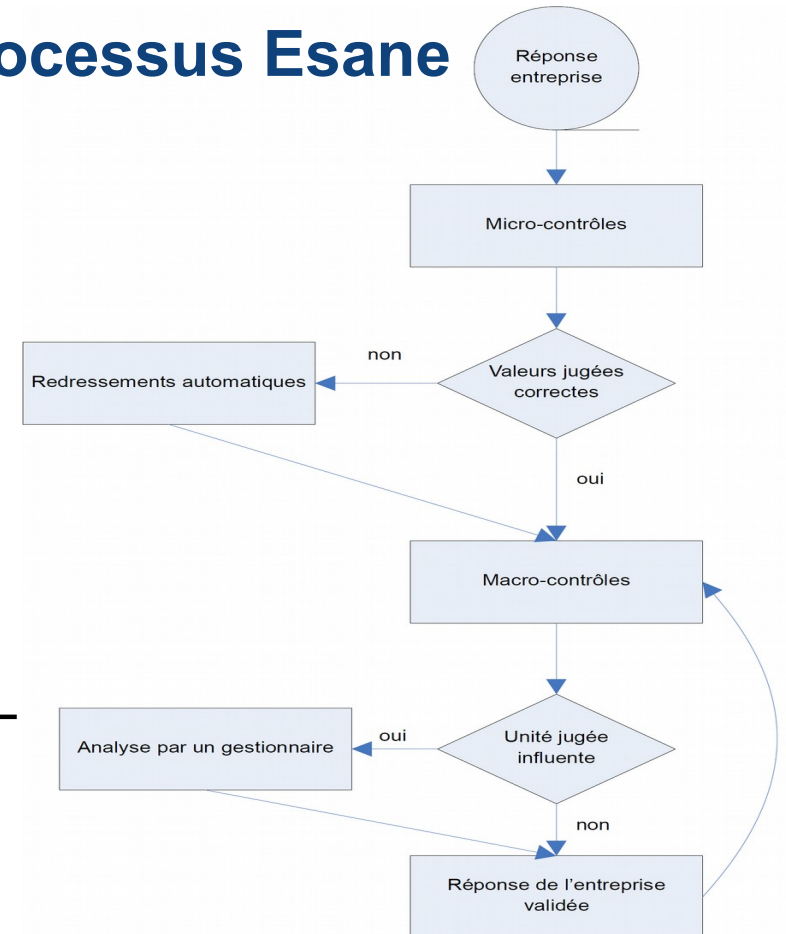 ocessus Esane
Réponse
entreprise
Micro-contrôles
non
Valeurs jugées
correctes
Redressements automatiques
oui
Macro-contrôles
Unité jugée
influente
oui
Analyse par un gestionnaire
non
Réponse de l'entreprise
validée